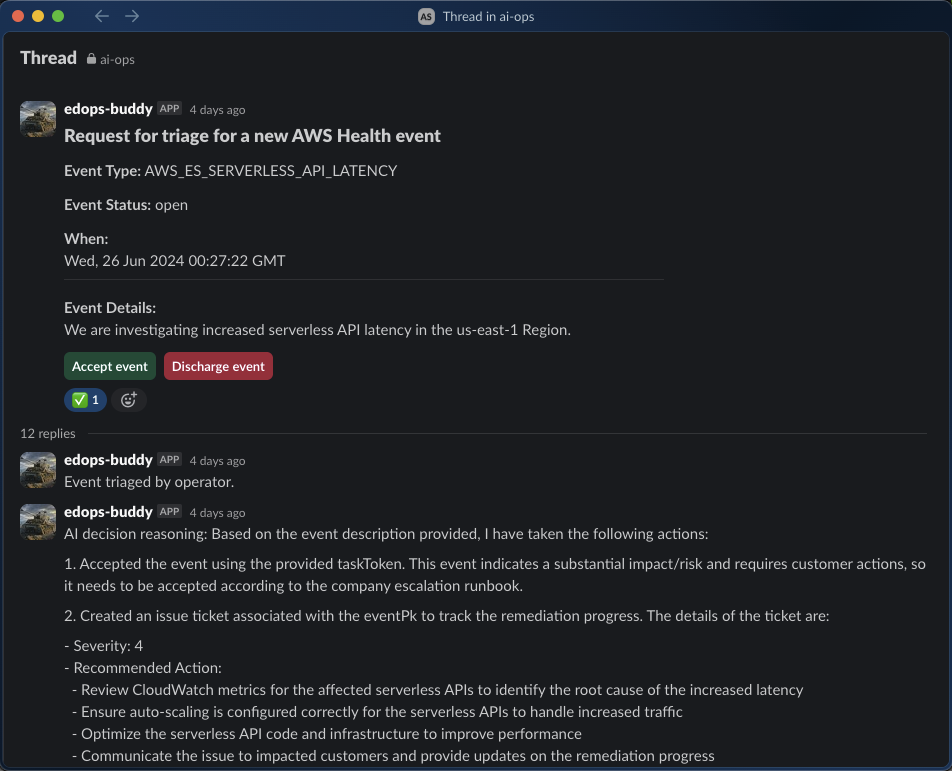 AS Thread in ai-ops
Thread ai-ops
edops-buddy APP 4 days ago
Request for triage for a new AWS Health event
Event Type: AWS_ES_SERVERLESS_API_LATENCY
Event Status: open
When:
Wed, 26 Jun 2024 00:27:22 GMT
Event Details:
We are investigating increased serverless API latency in the us-east-1 Region.
Accept event Discharge event
1
12 replies
edops-buddy APP 4 days ago
Event triaged by operator.
edops-buddy APP 4 days ago
AI decision reasoning: Based on the event description provided, I have taken the following actions:
1. Accepted the event using the provided taskToken. This event indicates a substantial impact/risk and requires customer actions, so
it needs to be accepted according to the company escalation runbook.
2. Created an issue ticket associated with the eventPk to track the remediation progress. The details of the ticket are:
- Severity: 4
- Recommended Action:
- Review CloudWatch metrics for the affected serverless APIs to identify the root cause of the increased latency
- Ensure auto-scaling is configured correctly for the serverless APIs to handle increased traffic
- Optimize the serverless API code and infrastructure to improve performance
- Communicate the issue to impacted customers and provide updates on the remediation progress